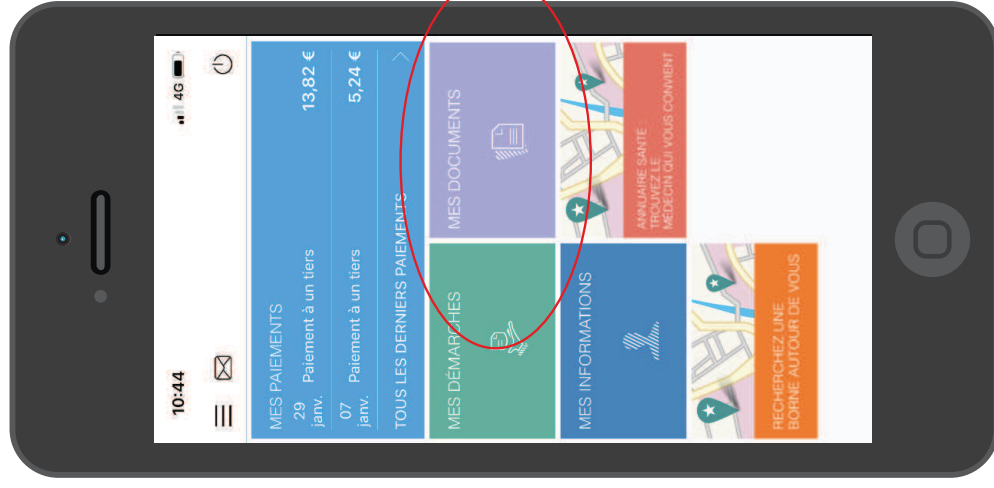 10:44 4G
MES PAIEMENTS
29 janv. Paiement à un tiers 13,82 €
07 janv. Paiement à un tiers 5,24 €
TOUS LES DERNIERS PAIEMENTS
MES DÉMARCHES
MES DOCUMENTS
MES INFORMATIONS
ANNUAIRE SANTE
TROUVEZ LE
MÉDECIN QUI VOUS CONVIENT
RECHERCHEZ UNE
BORNE AUTOUR DE VOUS